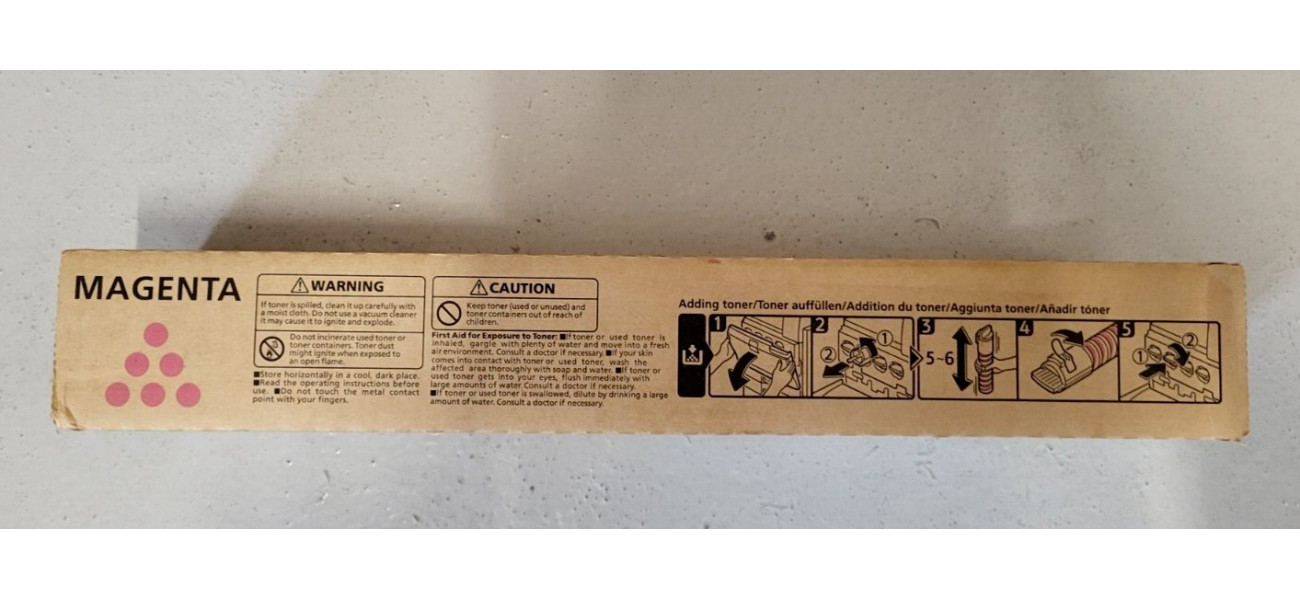 MAGENTA
WARNING
If toner is spilled, clean it up carefully with
a moist cloth. Do not use a vacuum cleaner
it may cause it to ignite and explode.
Do not incinerate used toner or
toner containers. Toner dust
might ignite when exposed to
an open flame.
■Store horizontally in a cool, dark place.
■Read the operating instructions before
use. ■Do not touch the metal contact
point with your fingers.
CAUTION
Keep toner (used or unused) and
toner containers out of reach of
children.
First Aid for Exposure to Toner: ■If toner or used toner is
inhaled, gargle with plenty of water and move into a fresh
air environment. Consult a doctor if necessary. ■If your skin
comes into contact with toner or used toner, wash the
affected area thoroughly with soap and water. ■If toner or
used toner gets into your eyes, flush immediately with
large amounts of water. Consult a doctor if necessary.
■If toner or used toner is swallowed, dilute by drinking a large
amount of water. Consult a doctor if necessary.
Adding toner/Toner auffüllen/Addition du toner/Aggiunta toner/Añadir tóner
1 2 3 4 5
① ② 5~6 ① ②